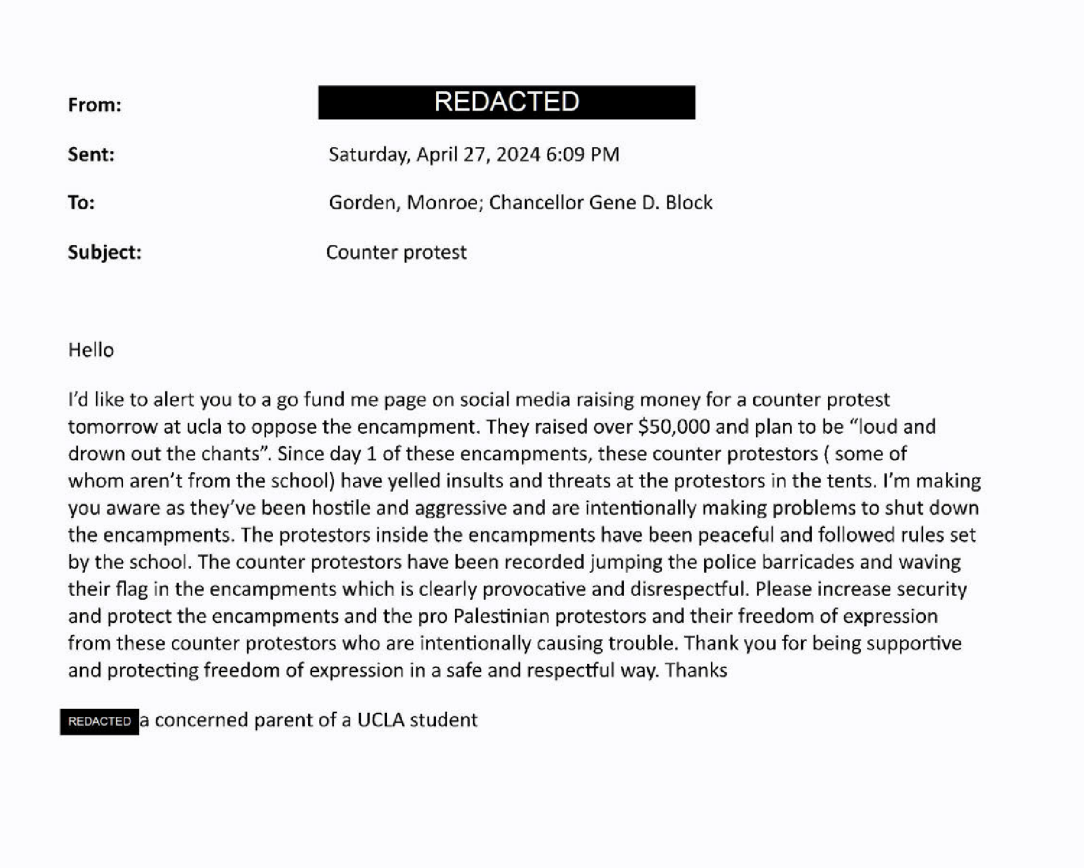 From: REDACTED
Sent: Saturday, April 27, 2024 6:09 PM
To: Gorden, Monroe; Chancellor Gene D. Block
Subject: Counter protest
Hello
I'd like to alert you to a go fund me page on social media raising money for a counter protest
tomorrow at ucla to oppose the encampment. They raised over $50,000 and plan to be “loud and
drown out the chants”. Since day 1 of these encampments, these counter protestors ( some of
whom aren't from the school) have yelled insults and threats at the protestors in the tents. I'm making
you aware as they've been hostile and aggressive and are intentionally making problems to shut down
the encampments. The protestors inside the encampments have been peaceful and followed rules set
by the school. The counter protestors have been recorded jumping the police barricades and waving
their flag in the encampments which is clearly provocative and disrespectful. Please increase security
and protect the encampments and the pro Palestinian protestors and their freedom of expression
from these counter protestors who are intentionally causing trouble. Thank you for being supportive
and protecting freedom of expression in a safe and respectful way. Thanks
REDACTED a concerned parent of a UCLA student